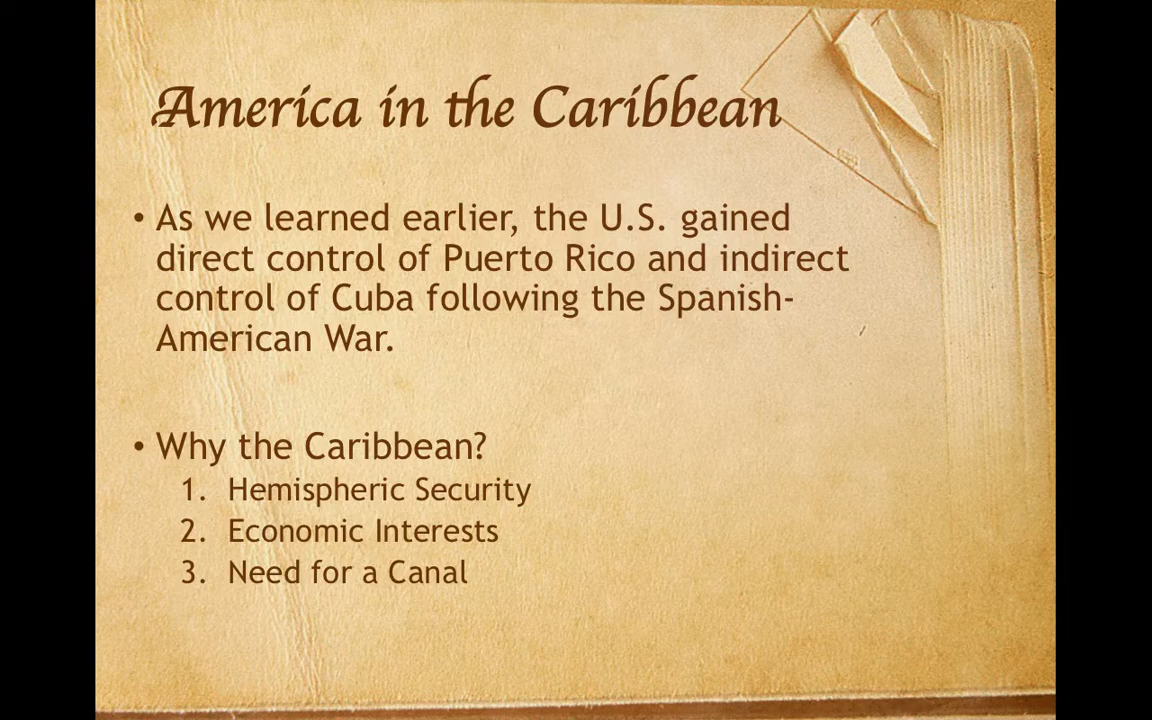 America in the Caribbean
• As we learned earlier, the U.S. gained
direct control of Puerto Rico and indirect
control of Cuba following the Spanish-
American War.
• Why the Caribbean?
1. Hemispheric Security
2. Economic Interests
3. Need for a Canal